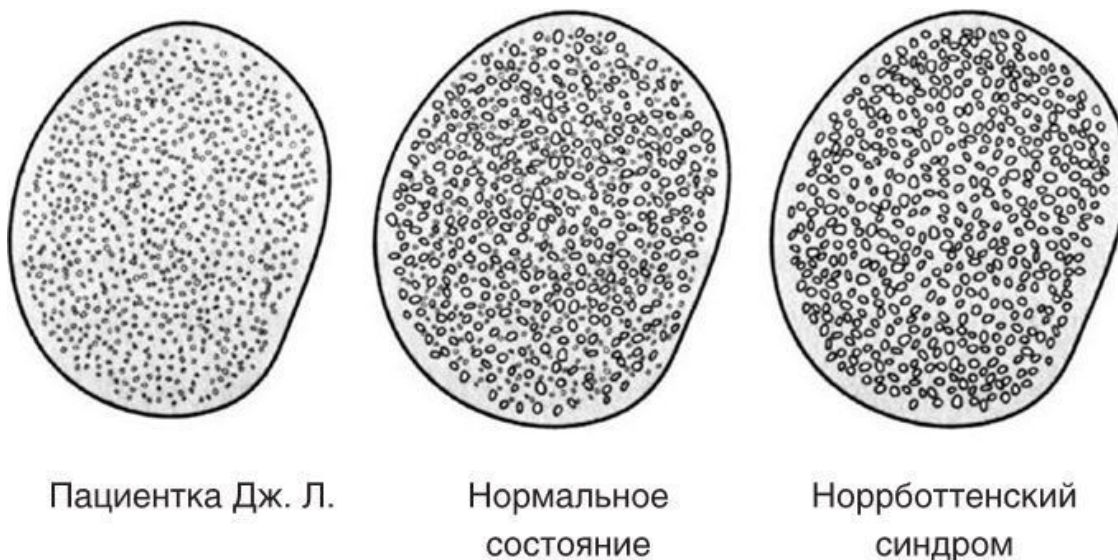 Пациентка Дж. Л.
Нормальное
состояние
Норрботтенский
синдром